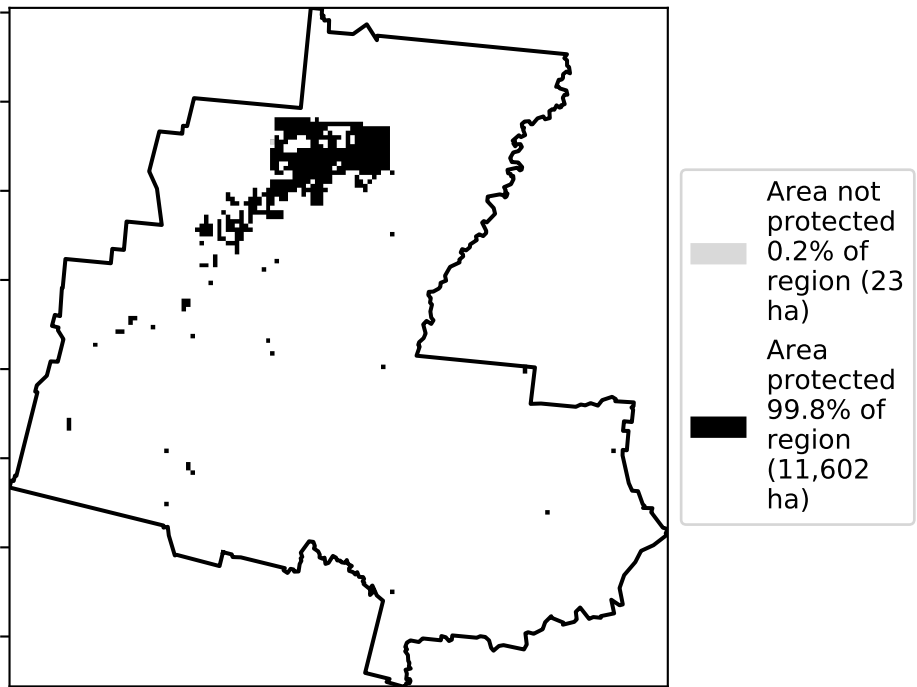 Area not
protected
0.2% of
region (23
ha)
Area
protected
99.8% of
region
(11,602
ha)